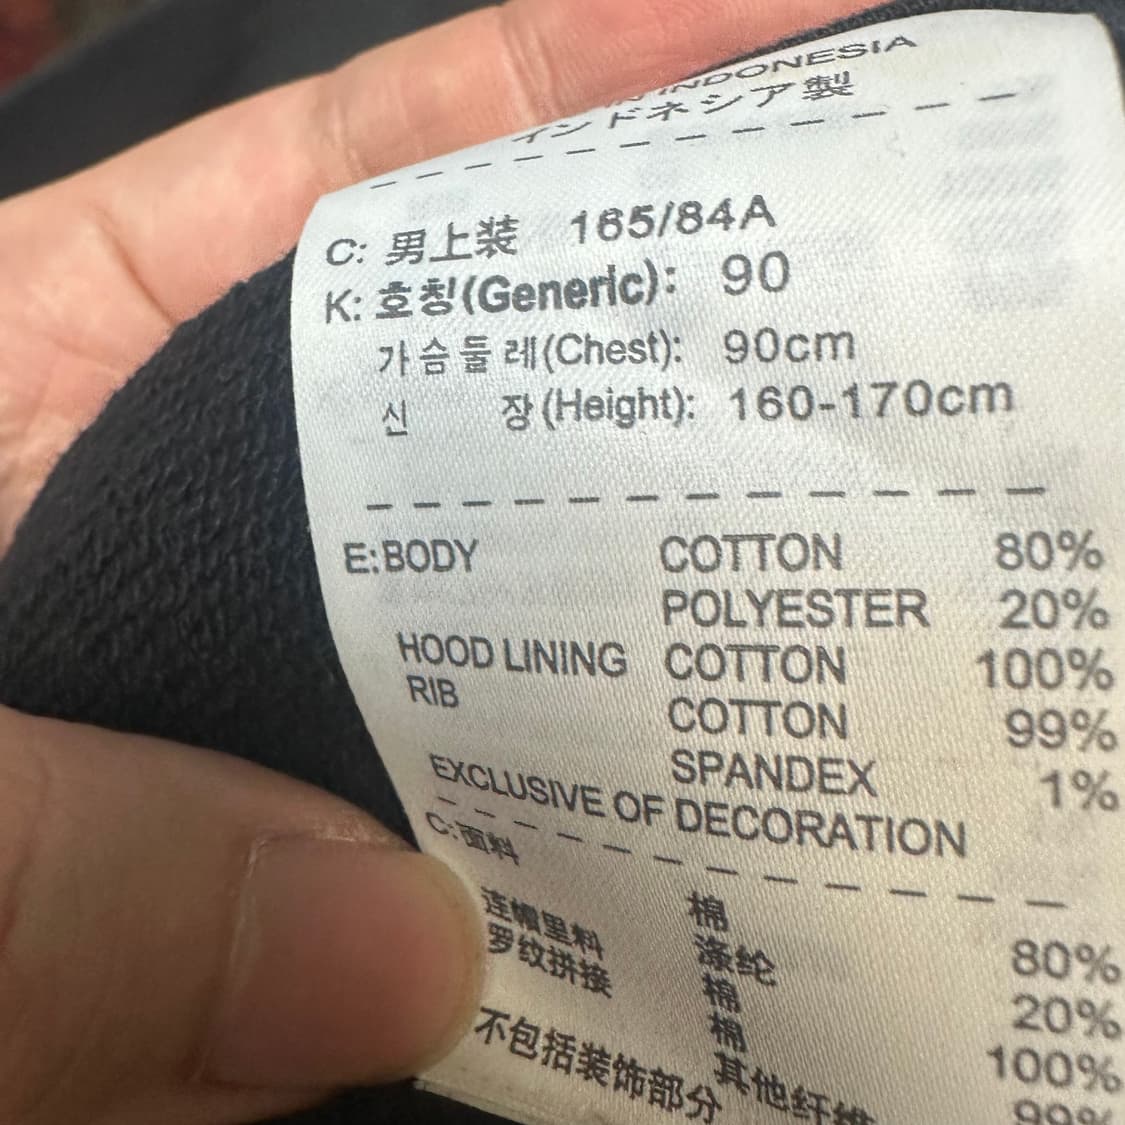 IN INDONESIA
インドネシア製
C: 男上装 165/84A
K: 호칭(Generic): 90
가슴둘레(Chest): 90cm
신 장(Height): 160-170cm
E: BODY COTTON 80%
POLYESTER 20%
HOOD LINING COTTON 100%
RIB COTTON 99%
SPANDEX 1%
EXCLUSIVE OF DECORATION
C: 面料 棉 80%
涤纶 20%
连帽里料 棉 100%
罗纹拼接 棉 99%
其他纤维
不包括装饰部分